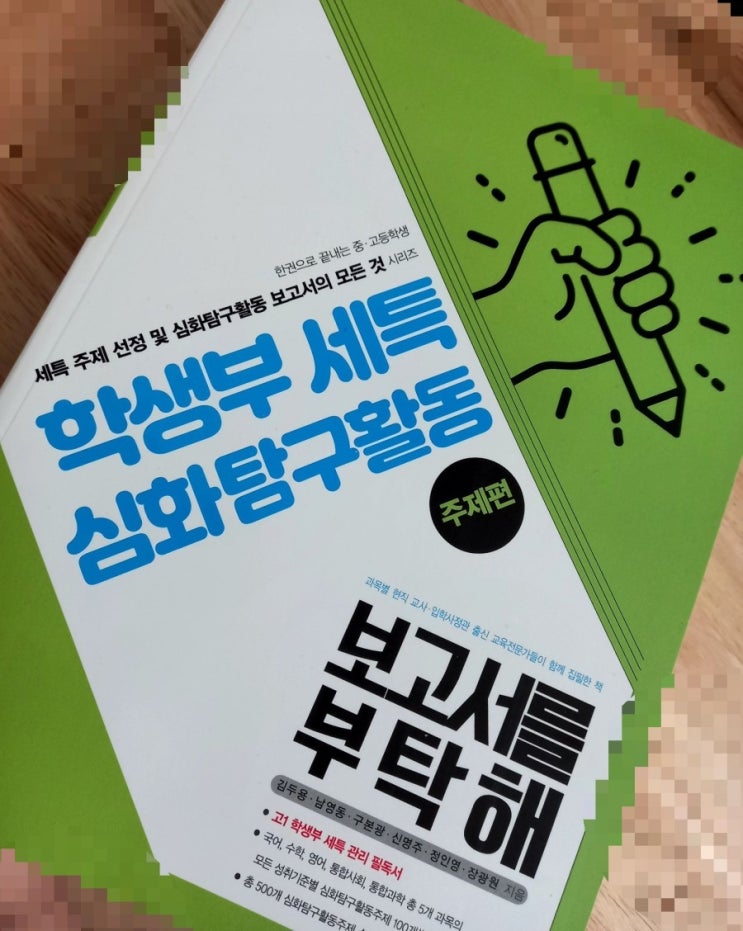 한권으로 끝내는 중·고등학생
세특 주제 선정 및 심화탐구활동 보고서의 모든 것 시리즈
학생부 세특
심화탐구활동
주제편
과목별 현직 교사·입학사정관 출신 교육전문가들이 함께 집필한 책
보고서를
부탁해
김두용·남영동·구본광·신명주·정인영·장광원 지음
• 고1 학생부 세특 관리 필독서
• 국어, 수학, 영어, 통합사회, 통합과학 총 5개 과목의
모든 성취기준별 심화탐구활동주제 100개
• 총 500개 심화탐구활동주제